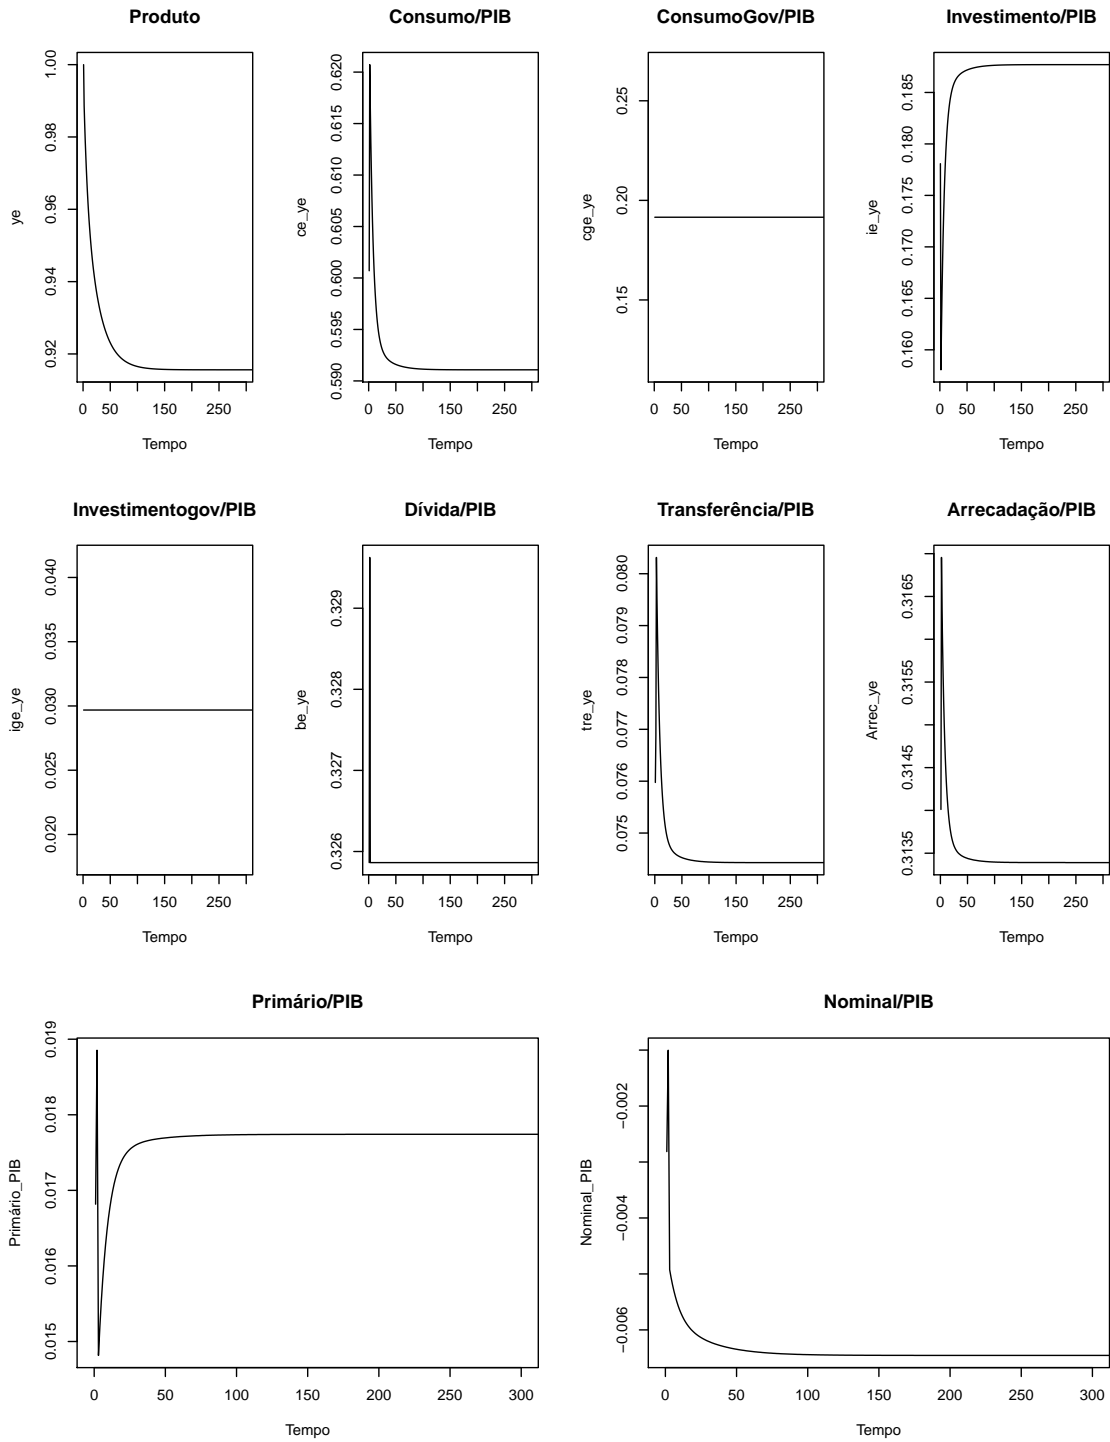 Produto
ye
0.92 0.94 0.96 0.98 1.00
0 50 150 250
Tempo
Consumo/PIB
ce_ye
0.590 0.595 0.600 0.605 0.610 0.615 0.620
0 50 150 250
Tempo
ConsumoGov/PIB
cge_ye
0.15 0.20 0.25
0 50 150 250
Tempo
Investimento/PIB
ie_ye
0.160 0.165 0.170 0.175 0.180 0.185
0 50 150 250
Tempo
Investimentogov/PIB
ige_ye
0.020 0.025 0.030 0.035 0.040
0 50 150 250
Tempo
Dívida/PIB
be_ye
0.326 0.327 0.328 0.329
0 50 150 250
Tempo
Transferência/PIB
tre_ye
0.075 0.076 0.077 0.078 0.079 0.080
0 50 150 250
Tempo
Arrecadação/PIB
Arrec_ye
0.3135 0.3145 0.3155 0.3165
0 50 150 250
Tempo
Primário/PIB
Primário_PIB
0.015 0.016 0.017 0.018 0.019
0 50 100 150 200 250 300
Tempo
Nominal/PIB
Nominal_PIB
−0.006 −0.004 −0.002
0 50 100 150 200 250 300
Tempo